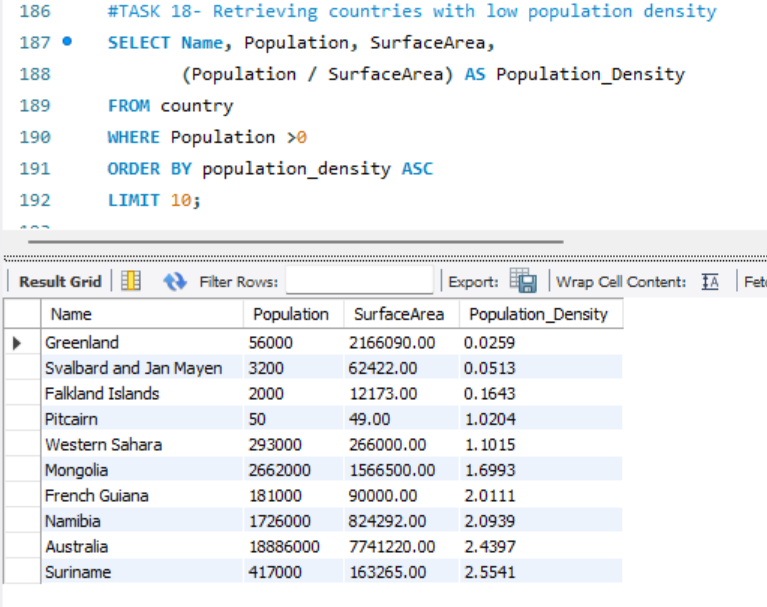 186 #TASK 18- Retrieving countries with low population density
187 SELECT Name, Population, SurfaceArea,
188 (Population / SurfaceArea) AS Population_Density
189 FROM country
190 WHERE Population >0
191 ORDER BY population_density ASC
192 LIMIT 10;
Result Grid Filter Rows: Export: Wrap Cell Content: IA
Name Population SurfaceArea Population_Density
Greenland 56000 2166090.00 0.0259
Svalbard and Jan Mayen 3200 62422.00 0.0513
Falkland Islands 2000 12173.00 0.1643
Pitcairn 50 49.00 1.0204
Western Sahara 293000 266000.00 1.1015
Mongolia 2662000 1566500.00 1.6993
French Guiana 181000 90000.00 2.0111
Namibia 1726000 824292.00 2.0939
Australia 18886000 7741220.00 2.4397
Suriname 417000 163265.00 2.5541